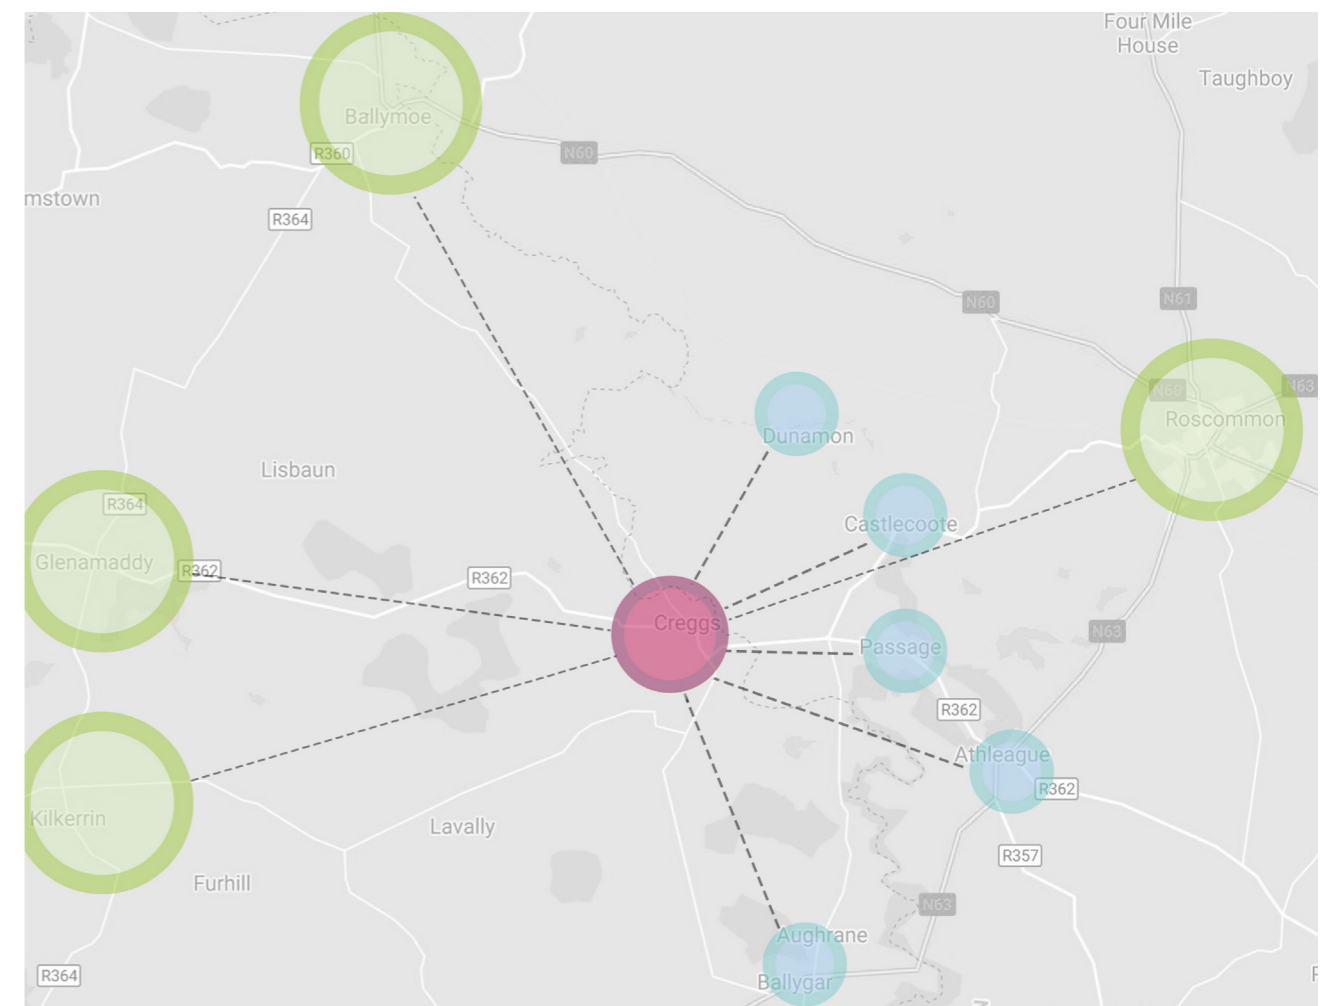 Four Mile
House
Taughboy
Ballymoe
R360
N60
mstown
R364
N60
N61
N60
N63
Roscommon
Dunamon
Lisbaun
R364
Castlecoote
Glenamaddy
R362
R362
Creggs
N63
Passage
R362
Athleague
R362
Kilkerrin
Lavally
R357
Furhill
N63
Aughrane
R364
Ballygar